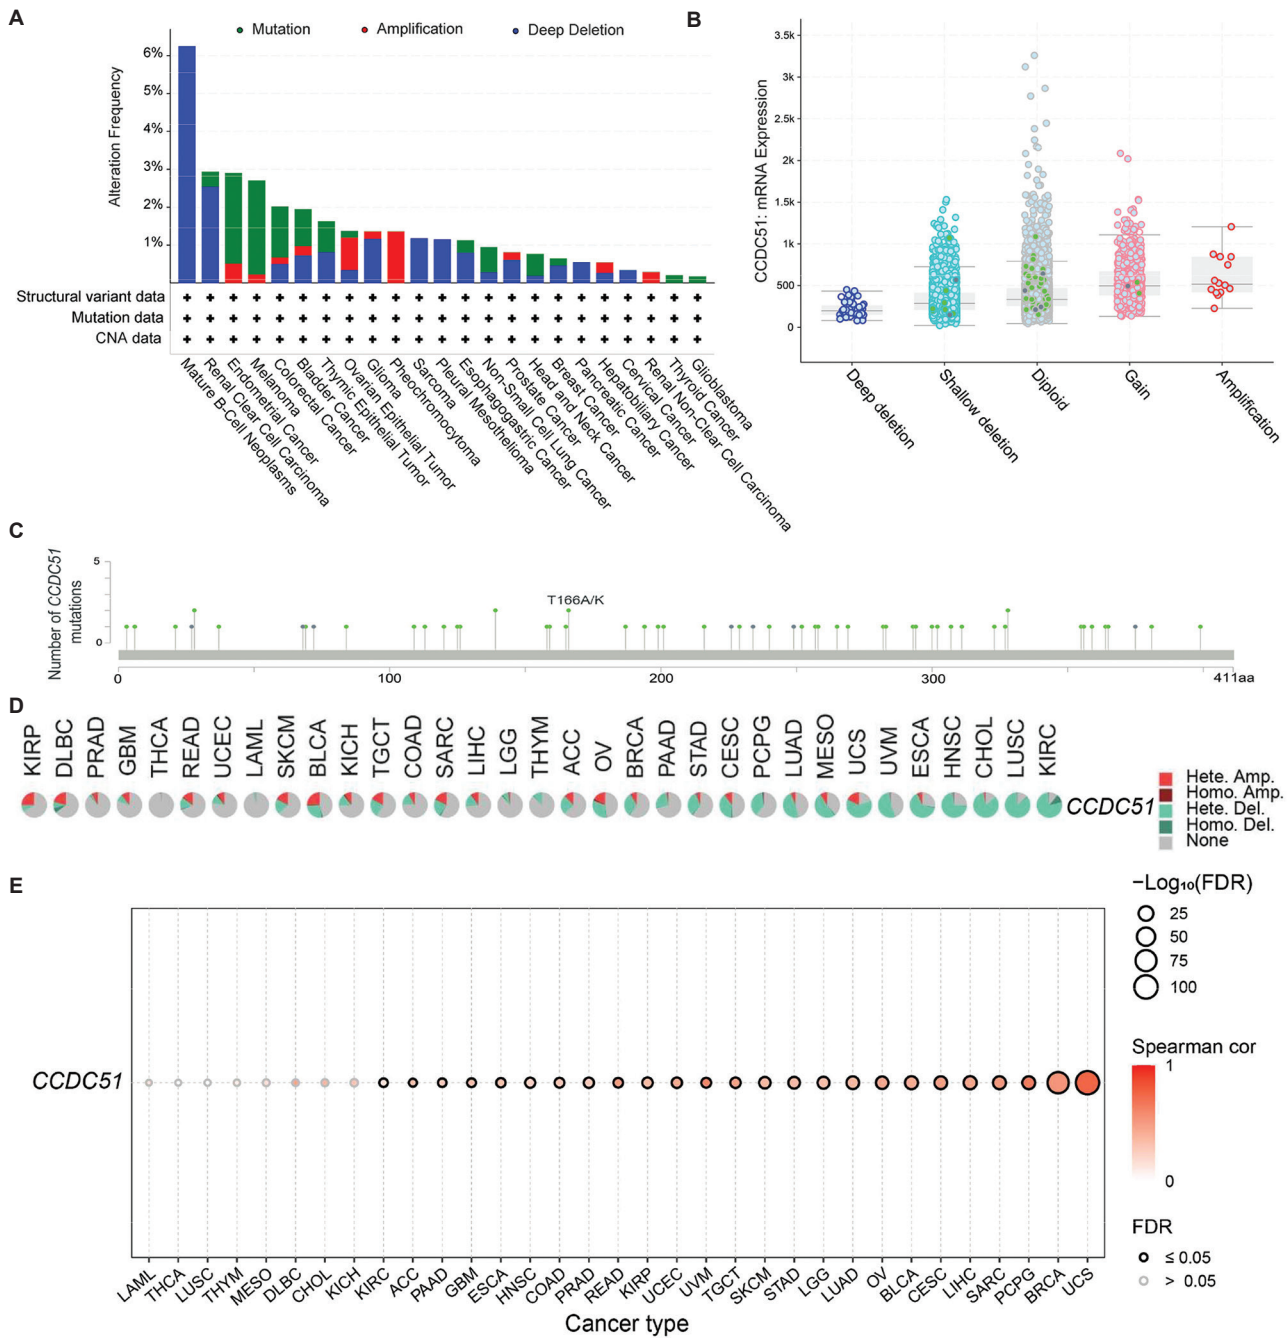 A
Mutation Amplification Deep Deletion
Alteration Frequency
6%
5%
4%
3%
2%
1%
Structural variant data
Mutation data
CNA data
Mature B-Cell Neoplasms
Renal Clear Cell Carcinoma
Endometrial Cancer
Melanoma
Colorectal Cancer
Bladder Cancer
Thymic Epithelial Tumor
Ovarian Epithelial Tumor
Glioma
Pheochromocytoma
Sarcoma
Pleural Mesothelioma
Esophagogastric Cancer
Non-Small Cell Lung Cancer
Prostate Cancer
Head and Neck Cancer
Breast Cancer
Pancreatic Cancer
Hepatobiliary Cancer
Cervical Cancer
Renal Non-Clear Cell Carcinoma
Thyroid Cancer
Glioblastoma
B
CCDC51: mRNA Expression
3.5k
3k
2.5k
2k
1.5k
1k
500
0
Deep deletion
Shallow deletion
Diploid
Gain
Amplification
C
Number of CCDC51
mutations
5
0
T166A/K
0 100 200 300 411aa
D
KIRP DLBC PRAD GBM THCA READ UCEC LAML SKCM BLCA KICH TGCT COAD SARC LIHC LGG THYM ACC OV BRCA PAAD STAD CESC PCPG LUAD MESO UCS UVM ESCA HNSC CHOL LUSC KIRC
CCDC51
Hete. Amp.
Homo. Amp.
Hete. Del.
Homo. Del.
None
E
CCDC51
LAML THCA LUSC THYM MESO DLBC CHOL KICH KIRC ACC PAAD GBM ESCA HNSC COAD PRAD READ KIRP UCEC UVM TGCT SKCM STAD LGG LUAD OV BLCA CESC LIHC SARC PCPG BRCA UCS
Cancer type
−Log₁₀(FDR)
25
50
75
100
Spearman cor
1
0
FDR
≤ 0.05
> 0.05